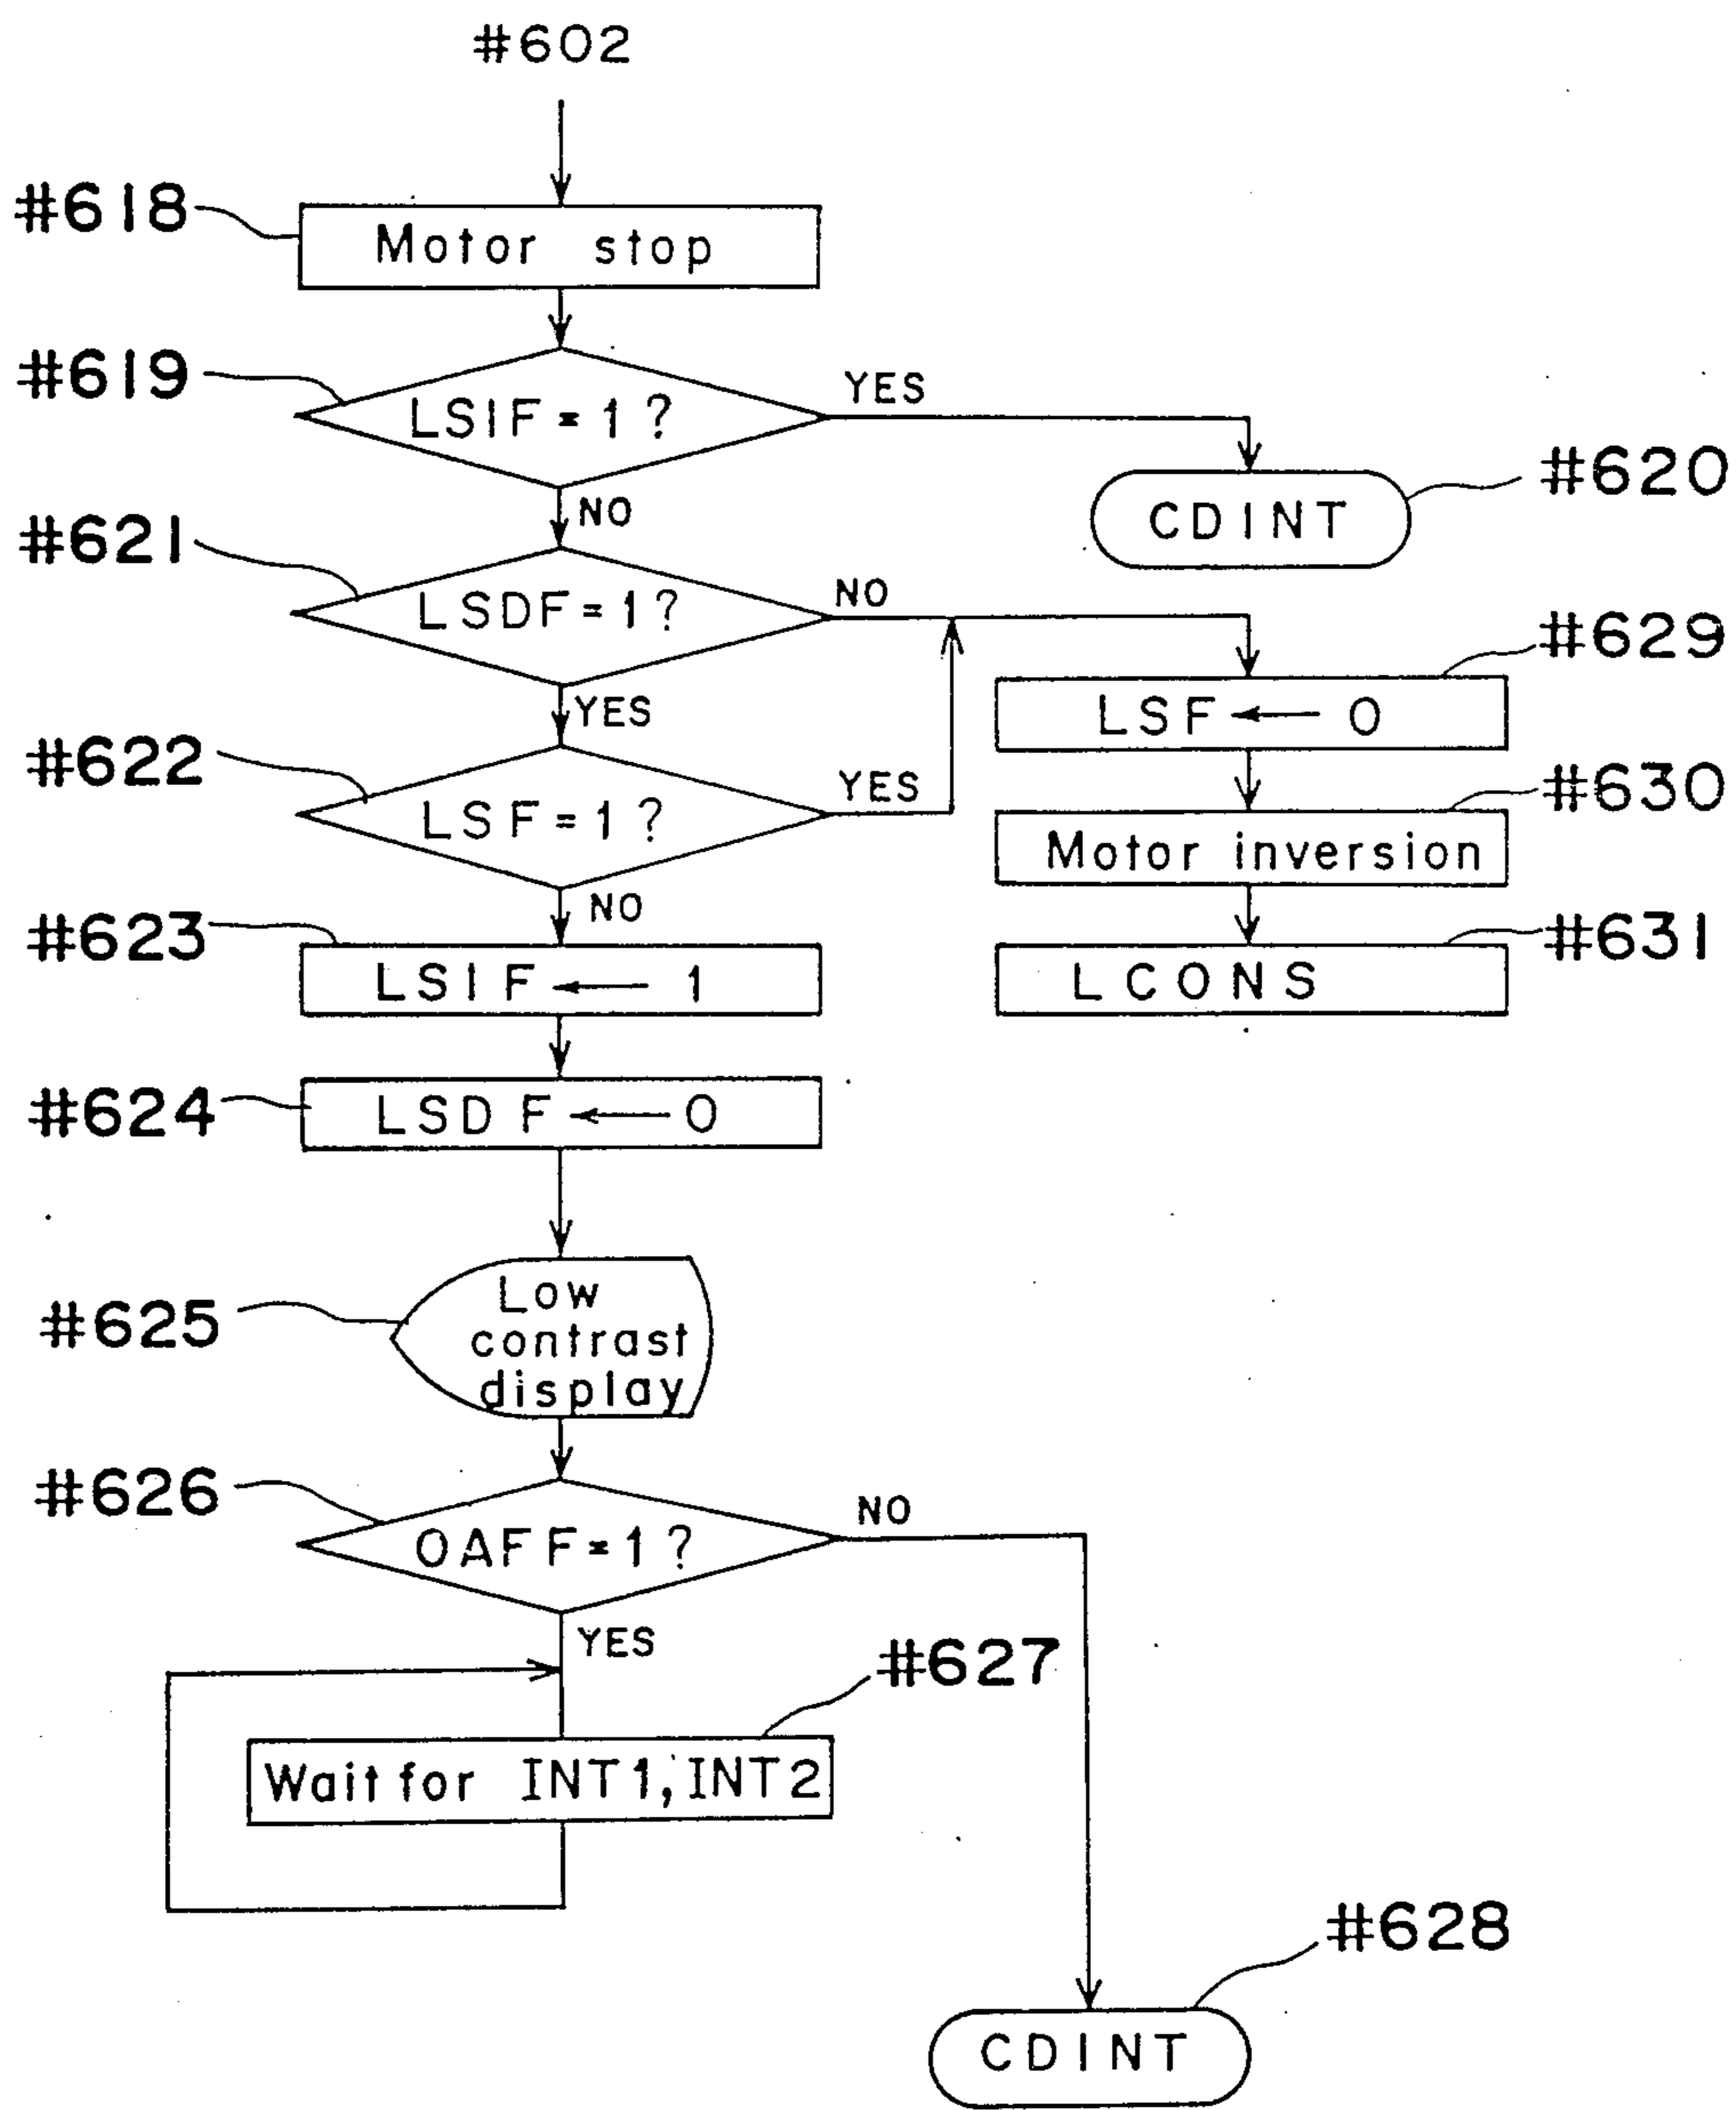 #602
#618
Motor stop
#619
LSIF = 1 ?
YES
#620
CDINT
NO
#621
LSDF = 1 ?
NO
#629
LSF ← 0
YES
#622
LSF = 1 ?
YES
#630
Motor inversion
NO
#623
LSIF ← 1
#631
LCONS
#624
LSDF ← 0
#625
Low
contrast
display
#626
OAFF = 1 ?
NO
YES
#627
Wait for INT1, INT2
#628
CDINT